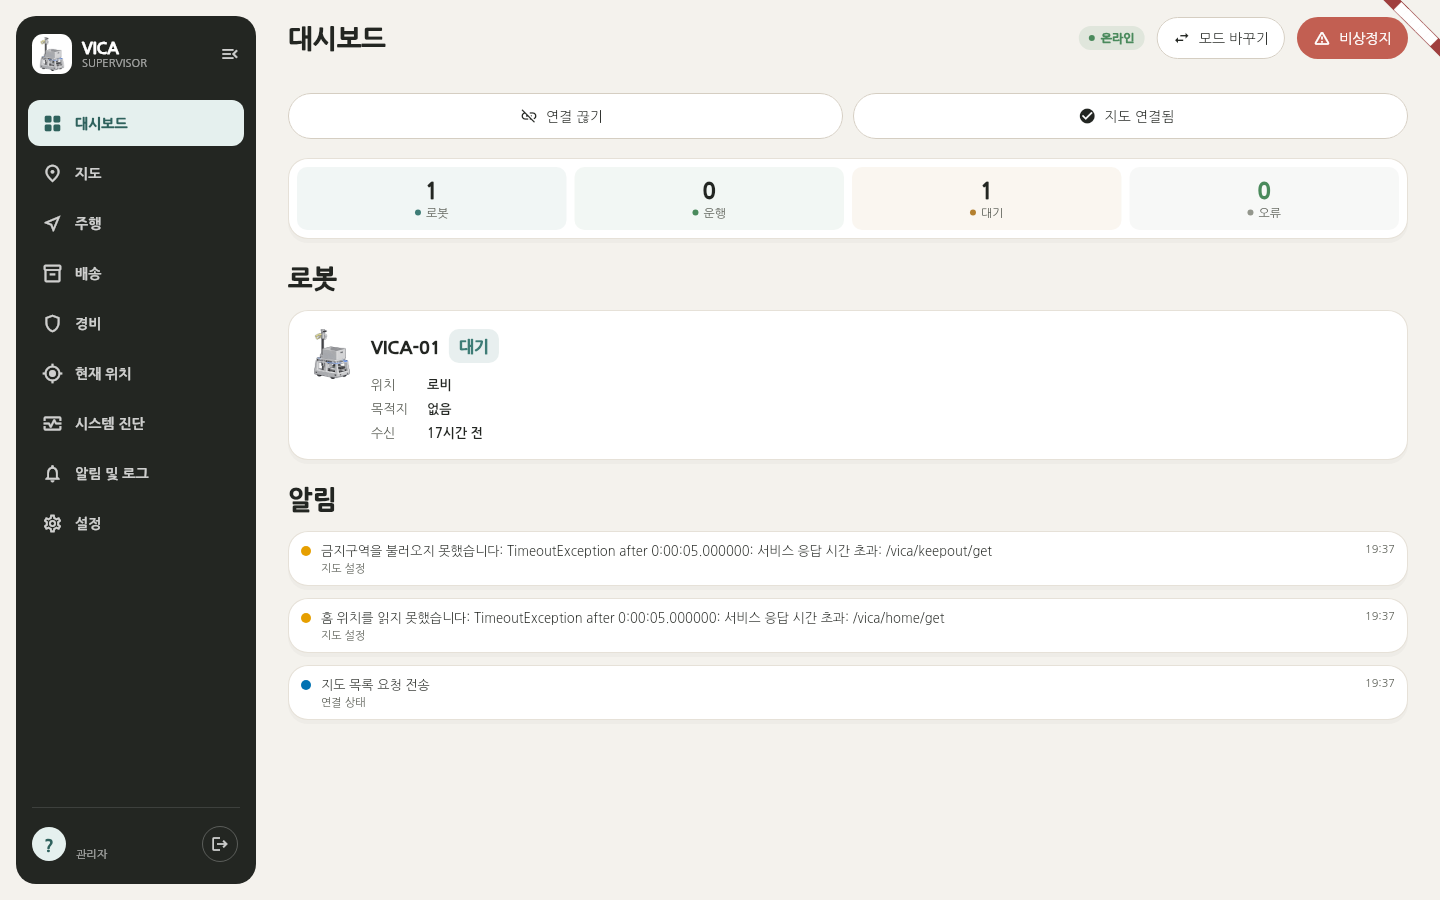 VICA
SUPERVISOR
대시보드
지도
주행
배송
경비
현재 위치
시스템 진단
알림 및 로그
설정
?
관리자
대시보드
온라인
모드 바꾸기
비상정지
연결 끊기
지도 연결됨
1
로봇
0
운행
1
대기
0
오류
로봇
VICA-01
대기
위치 로비
목적지 없음
수신 17시간 전
알림
금지구역을 불러오지 못했습니다: TimeoutException after 0:00:05.000000: 서비스 응답 시간 초과: /vica/keepout/get
19:37
지도 설정
홈 위치를 읽지 못했습니다: TimeoutException after 0:00:05.000000: 서비스 응답 시간 초과: /vica/home/get
19:37
지도 설정
지도 목록 요청 전송
19:37
연결 상태